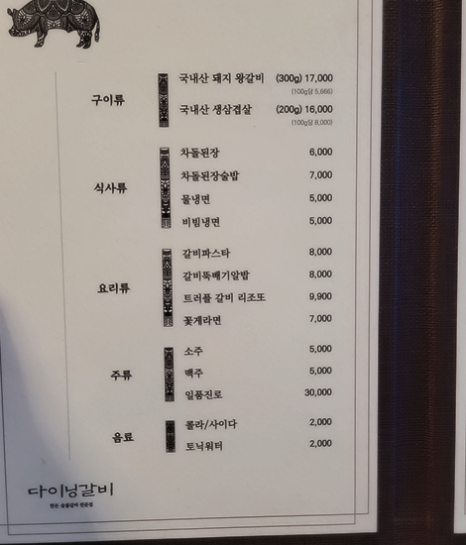 구이류
국내산 돼지 왕갈비 (300g) 17,000
(100g당 5,666)
국내산 생삼겹살 (200g) 16,000
(100g당 8,000)
식사류
차돌된장 6,000
차돌된장술밥 7,000
물냉면 5,000
비빔냉면 5,000
요리류
갈비파스타 8,000
갈비뚝배기알밥 8,000
트러플 갈비 리조또 9,900
꽃게라면 7,000
주류
소주 5,000
맥주 5,000
일품진로 30,000
음료
콜라/사이다 2,000
토닉워터 2,000
다이닝갈비